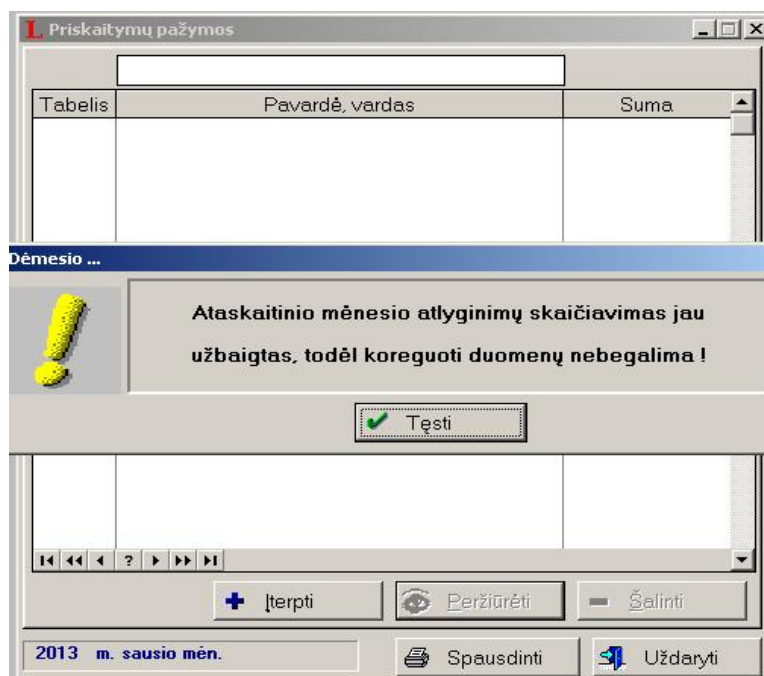 L Priskaitymų pažymos
Tabelis Pavardė, vardas Suma
Dėmesio ...
Ataskaitinio mėnesio atlyginimų skaičiavimas jau
užbaigtas, todėl koreguoti duomenų nebegalima !
Tęsti
?
Įterpti Peržiūrėti Šalinti
2013 m. sausio mėn. Spausdinti Uždaryti